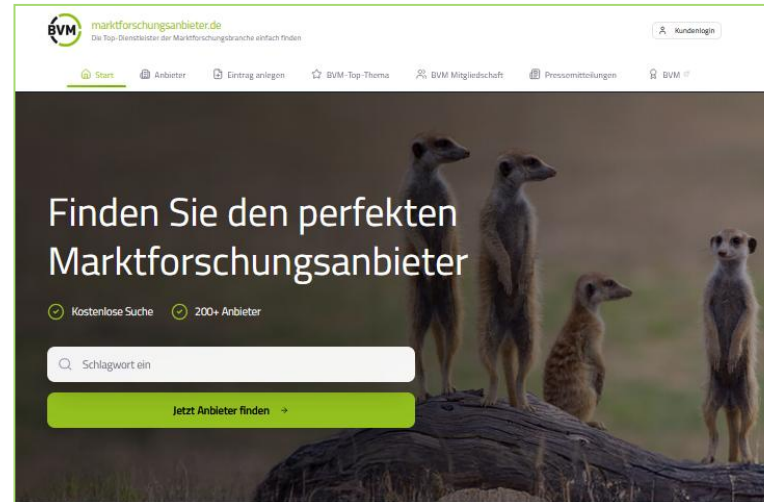 BVM
marktforschungsanbieter.de
Die Top-Dienstleister der Marktforschungsbranche einfach finden
Kundenlogin
Start
Anbieter
Eintrag anlegen
BVM-Top-Thema
BVM Mitgliedschaft
Pressemitteilungen
BVM
Finden Sie den perfekten
Marktforschungsanbieter
Kostenlose Suche
200+ Anbieter
Schlagwort ein
Jetzt Anbieter finden →